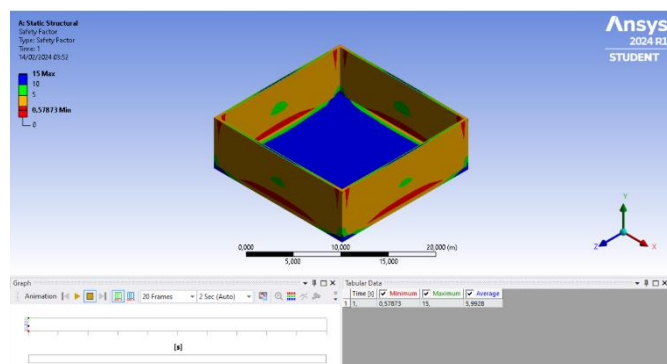 A: Static Structural
Safety Factor
Type: Safety Factor
Time: 1
14/02/2024 05:52
15 Max
10
5
0,57873 Min
0
Ansys
2024 R1
STUDENT
Y
Z
X
0,000
10,000
20,000 (m)
5,000
15,000
Graph
Animation
20 Frames
2 Sec (Auto)
[s]
Tabular Data
Time [s]
Minimum
Maximum
Average
1
1,
0,57873
15,
5,9928